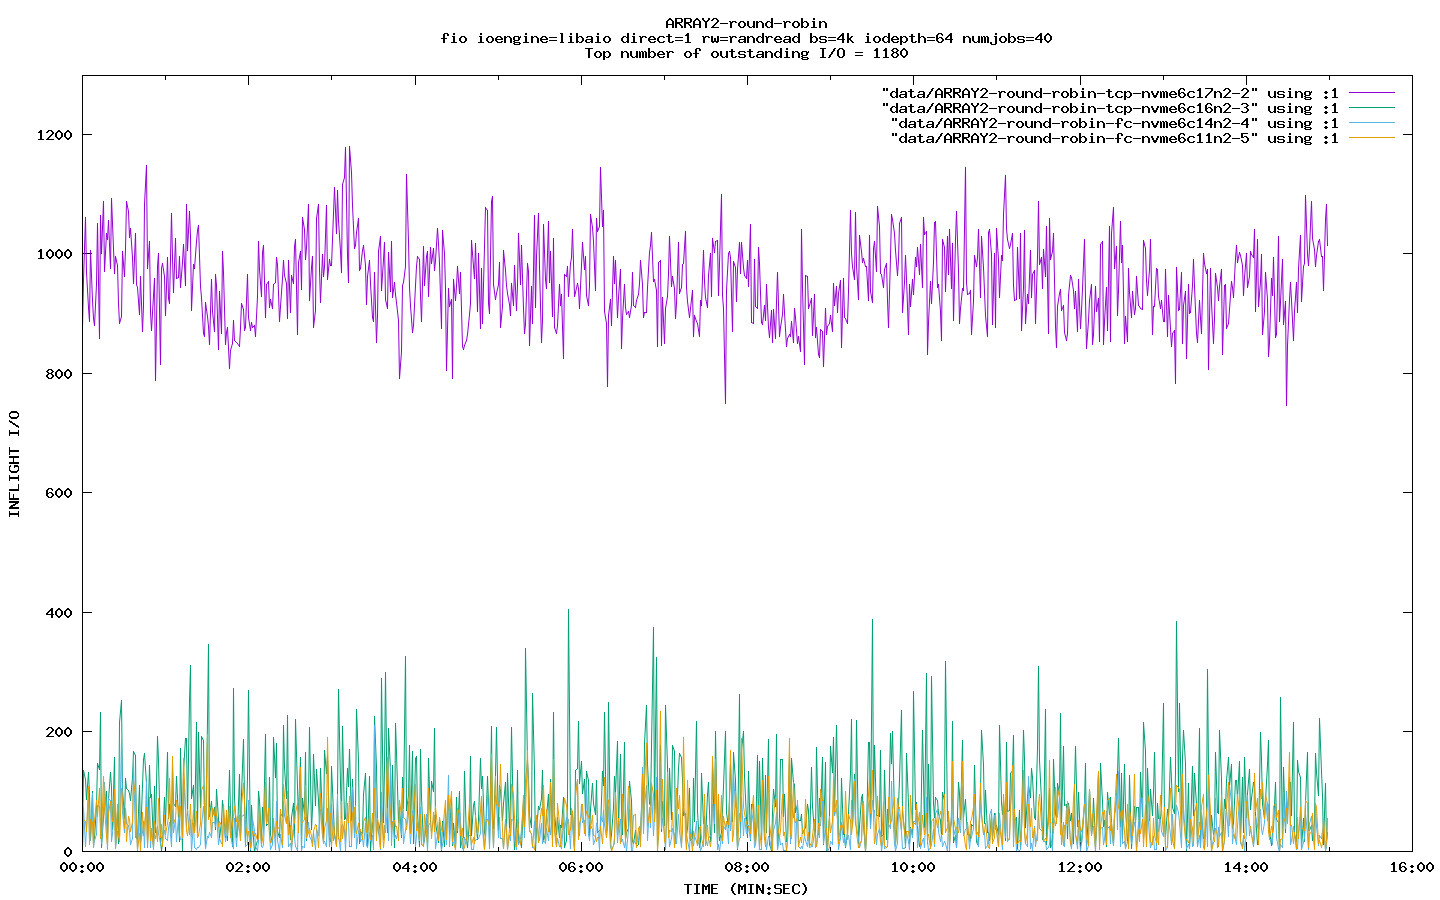 ARRAY2-round-robin
fio ioengine=libaio direct=1 rw=randread bs=4k iodepth=64 numjobs=40
Top number of outstanding I/O = 1180
"data/ARRAY2-round-robin-tcp-nvme6c17n2-2" using :1
"data/ARRAY2-round-robin-tcp-nvme6c16n2-3" using :1
"data/ARRAY2-round-robin-fc-nvme6c14n2-4" using :1
"data/ARRAY2-round-robin-fc-nvme6c11n2-5" using :1
1200
1000
800
600
400
200
0
INFLIGHT I/O
00:00 02:00 04:00 06:00 08:00 10:00 12:00 14:00 16:00
TIME (MIN:SEC)